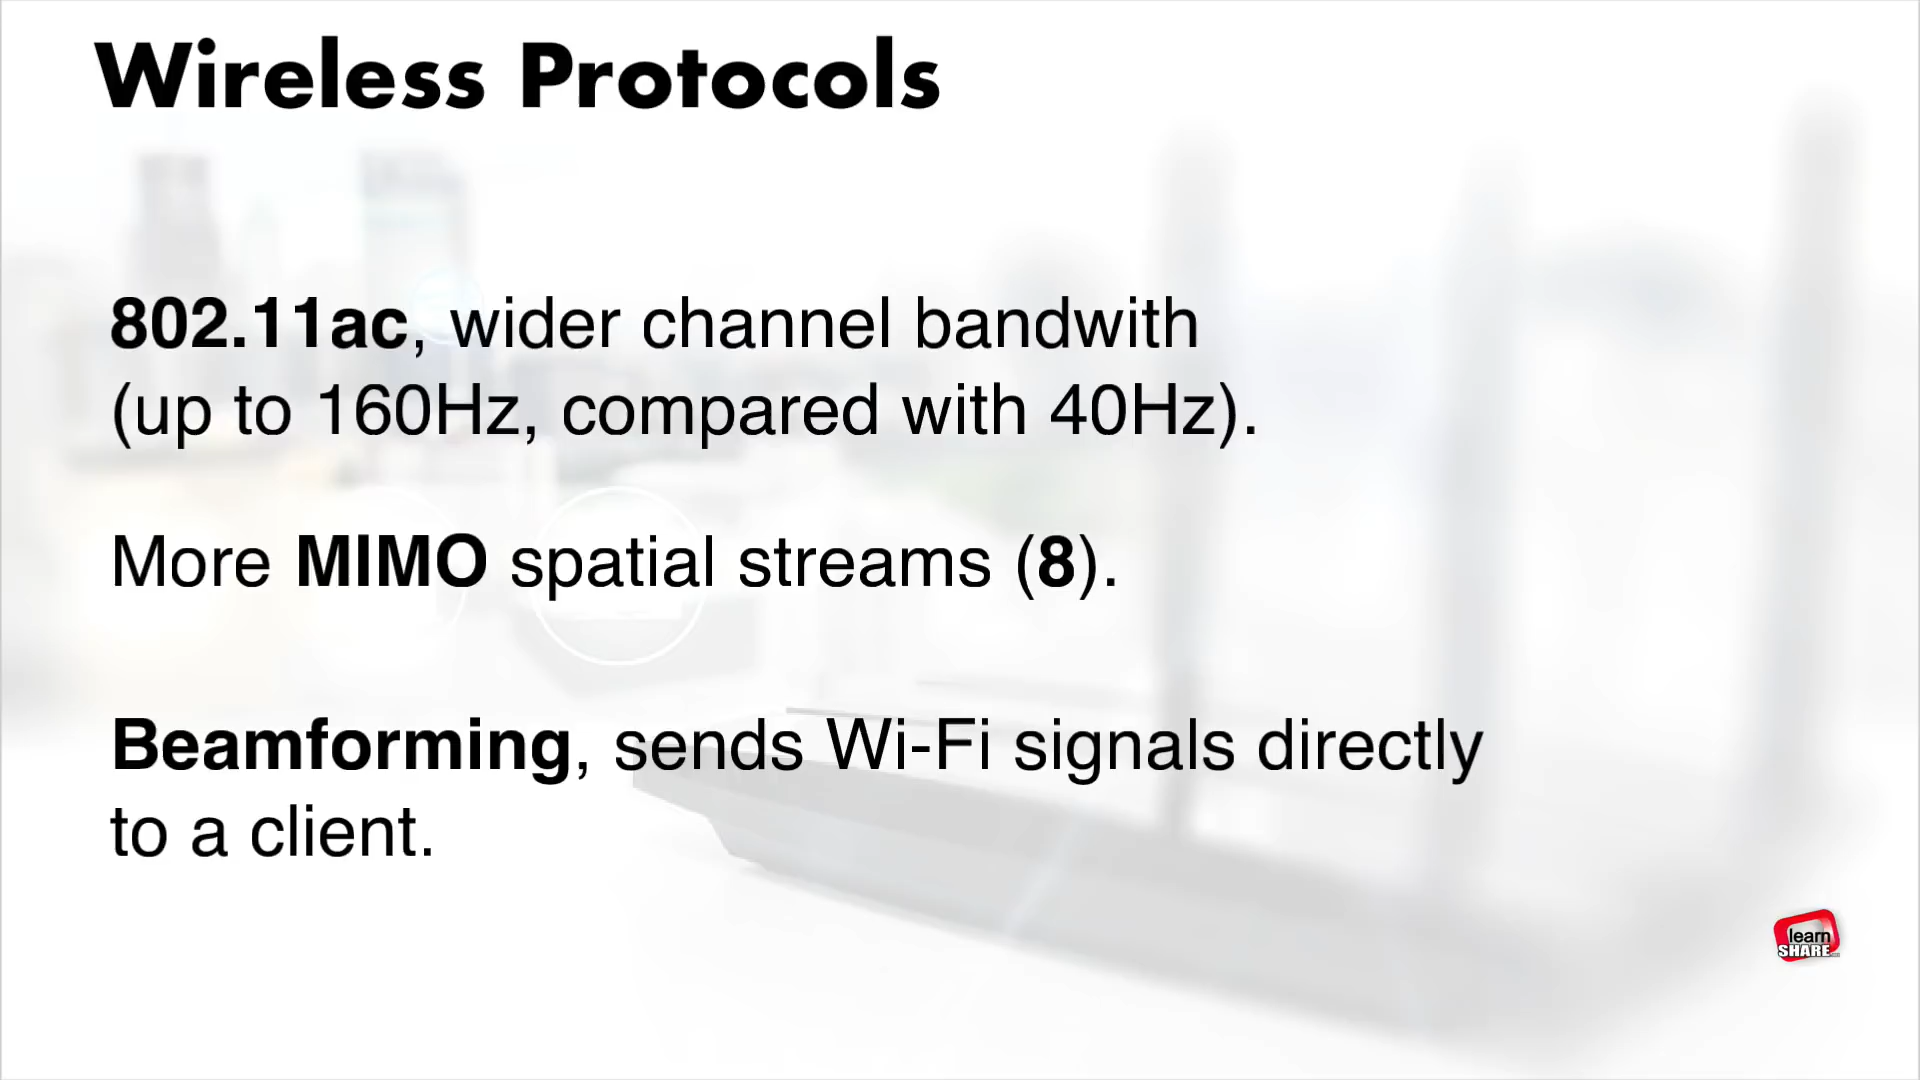 Wireless Protocols
802.11ac, wider channel bandwith
(up to 160Hz, compared with 40Hz).
More MIMO spatial streams (8).
Beamforming, sends Wi-Fi signals directly
to a client.
learn
SHARE